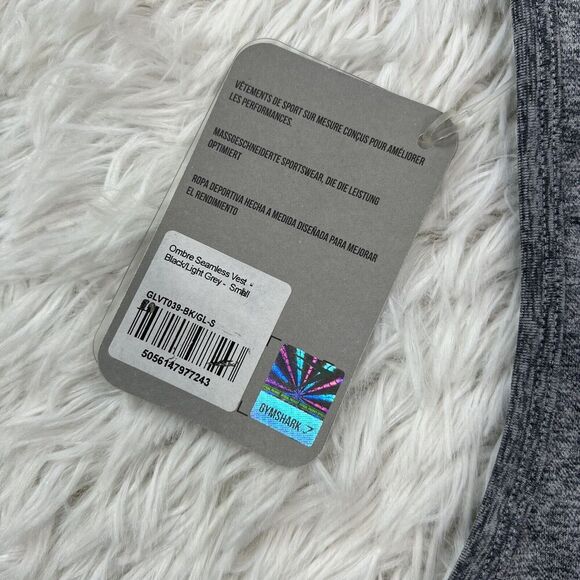 VÊTEMENTS DE SPORT SUR MESURE CONÇUS POUR AMÉLIORER
LES PERFORMANCES.
MASSGESCHNEIDERTE SPORTSWEAR, DIE DIE LEISTUNG
OPTIMIERT
ROPA DEPORTIVA HECHA A MEDIDA DISEÑADA PARA MEJORAR
EL RENDIMIENTO
Ombre Seamless Vest -
Black/Light Grey - Small
GLVT039-BK/GL-S
5056147977243
GYMSHARK